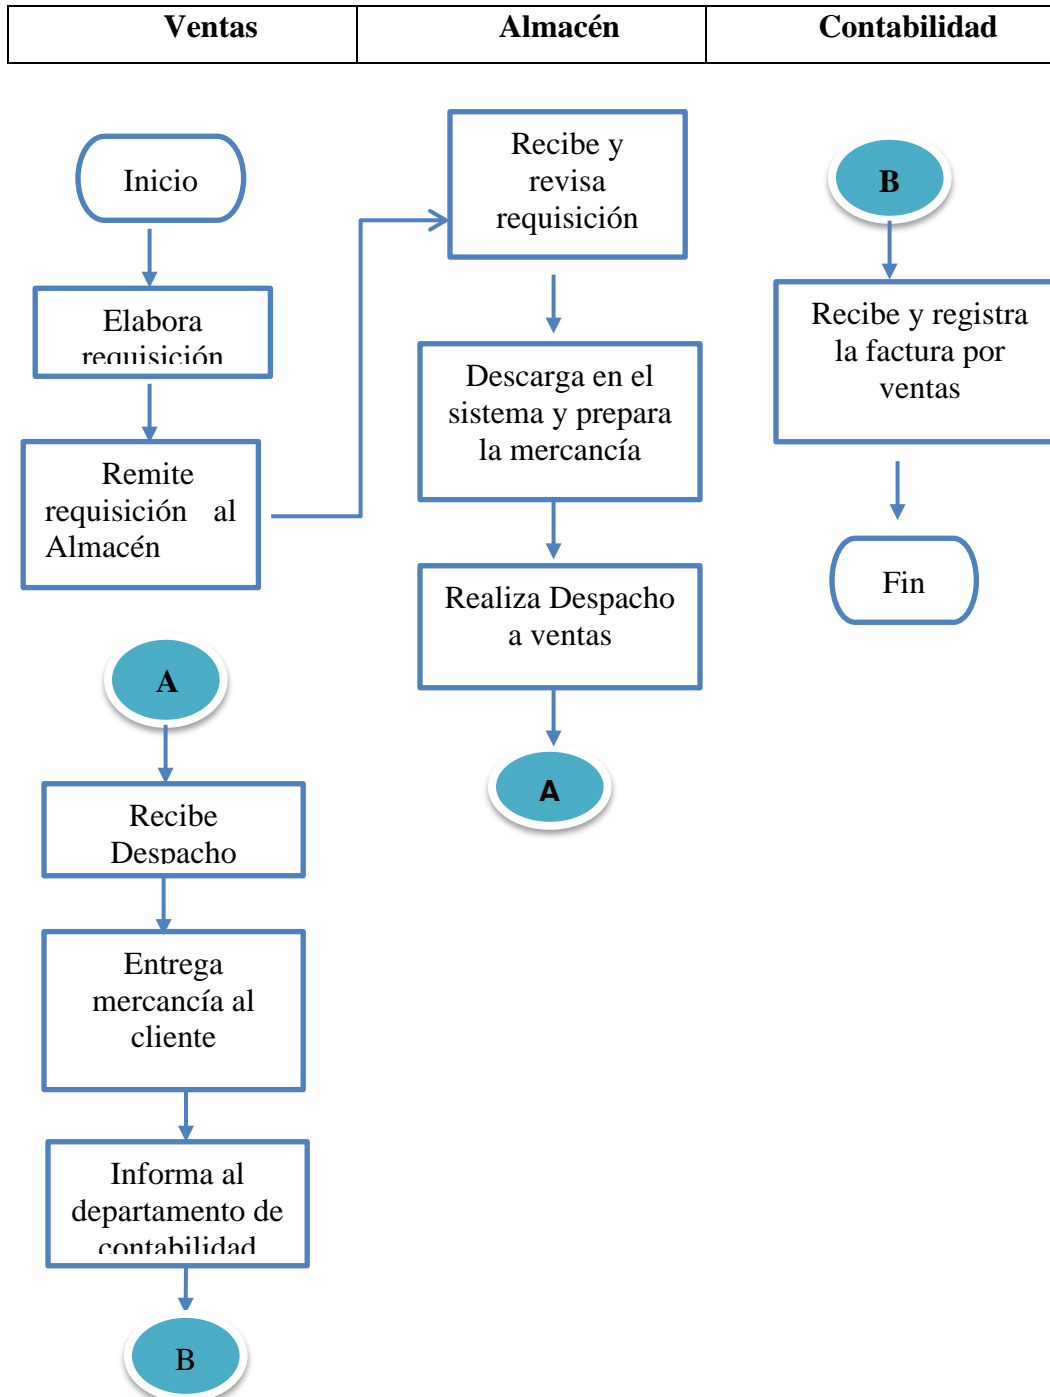 Ventas
Almacén
Contabilidad
Inicio
Elabora
requisición
Remite
requisición al
Almacén
A
Recibe
Despacho
Entrega
mercancía al
cliente
Informa al
departamento de
contabilidad
B
Recibe y
revisa
requisición
Descarga en el
sistema y prepara
la mercancía
Realiza Despacho
a ventas
A
B
Recibe y registra
la factura por
ventas
Fin